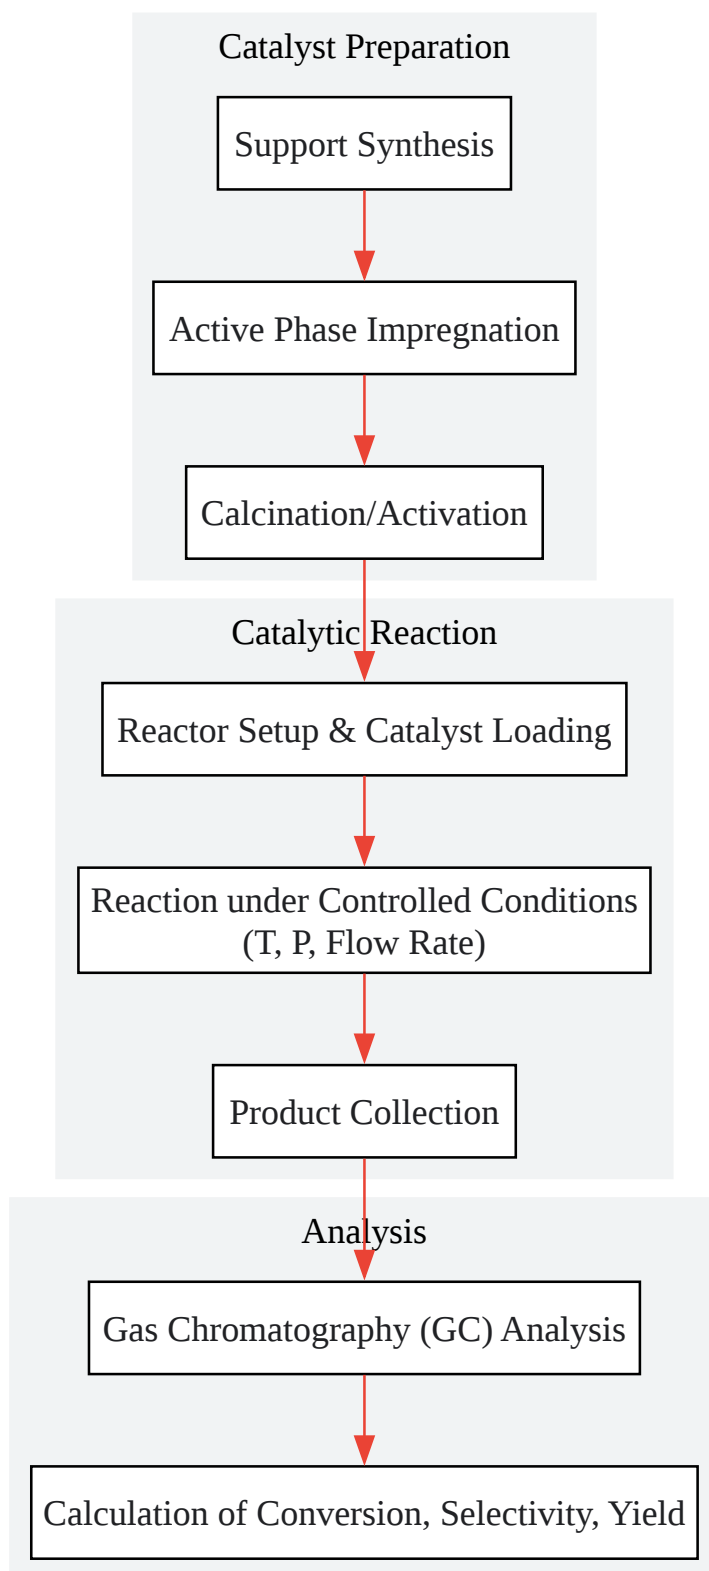 Catalyst Preparation
Support Synthesis
Active Phase Impregnation
Calcination/Activation
Catalytic Reaction
Reactor Setup & Catalyst Loading
Reaction under Controlled Conditions
(T, P, Flow Rate)
Product Collection
Analysis
Gas Chromatography (GC) Analysis
Calculation of Conversion, Selectivity, Yield